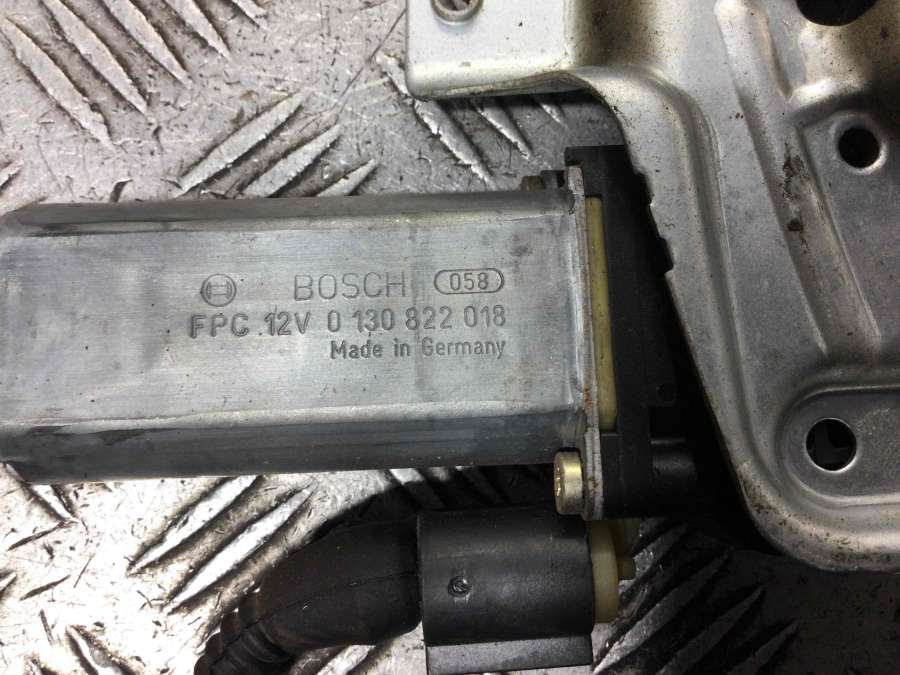 BOSCH 058
FPC 12V 0 130 822 018
Made in Germany